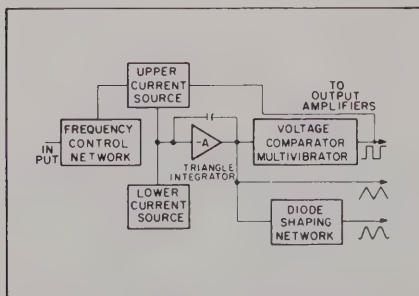 UPPER
CURRENT
SOURCE
TO
OUTPUT
AMPLIFIERS
FREQUENCY
CONTROL
NETWORK
IN
PUT
-A
TRIANGLE
INTEGRATOR
VOLTAGE
COMPARATOR
MULTIVIBRATOR
LOWER
CURRENT
SOURCE
DIODE
SHAPING
NETWORK